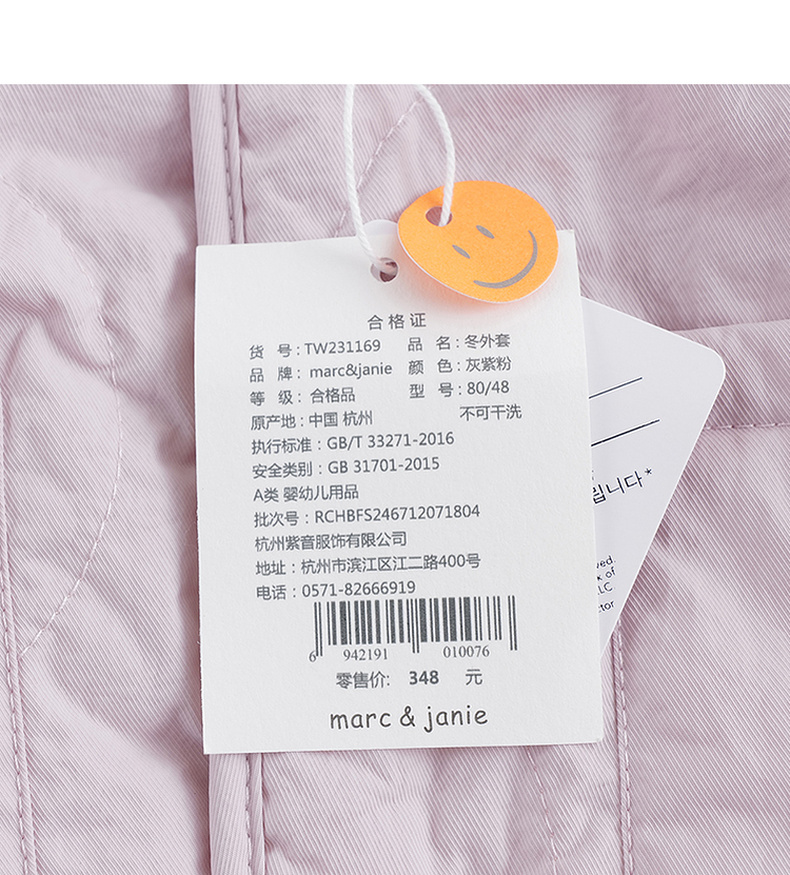 合格证
货 号：TW231169 品 名：冬外套
品 牌：marc&janie 颜 色：灰紫粉
等 级：合格品 型 号：80/48
原产地：中国 杭州 不可干洗
执行标准：GB/T 33271-2016
安全类别：GB 31701-2015
A类 婴幼儿用品
批次号：RCHBFS246712071804
杭州紫音服饰有限公司
地址：杭州市滨江区江二路400号
电话：0571-82666919
6 942191 010076
零售价: 348 元
marc & janie
립니다*
of